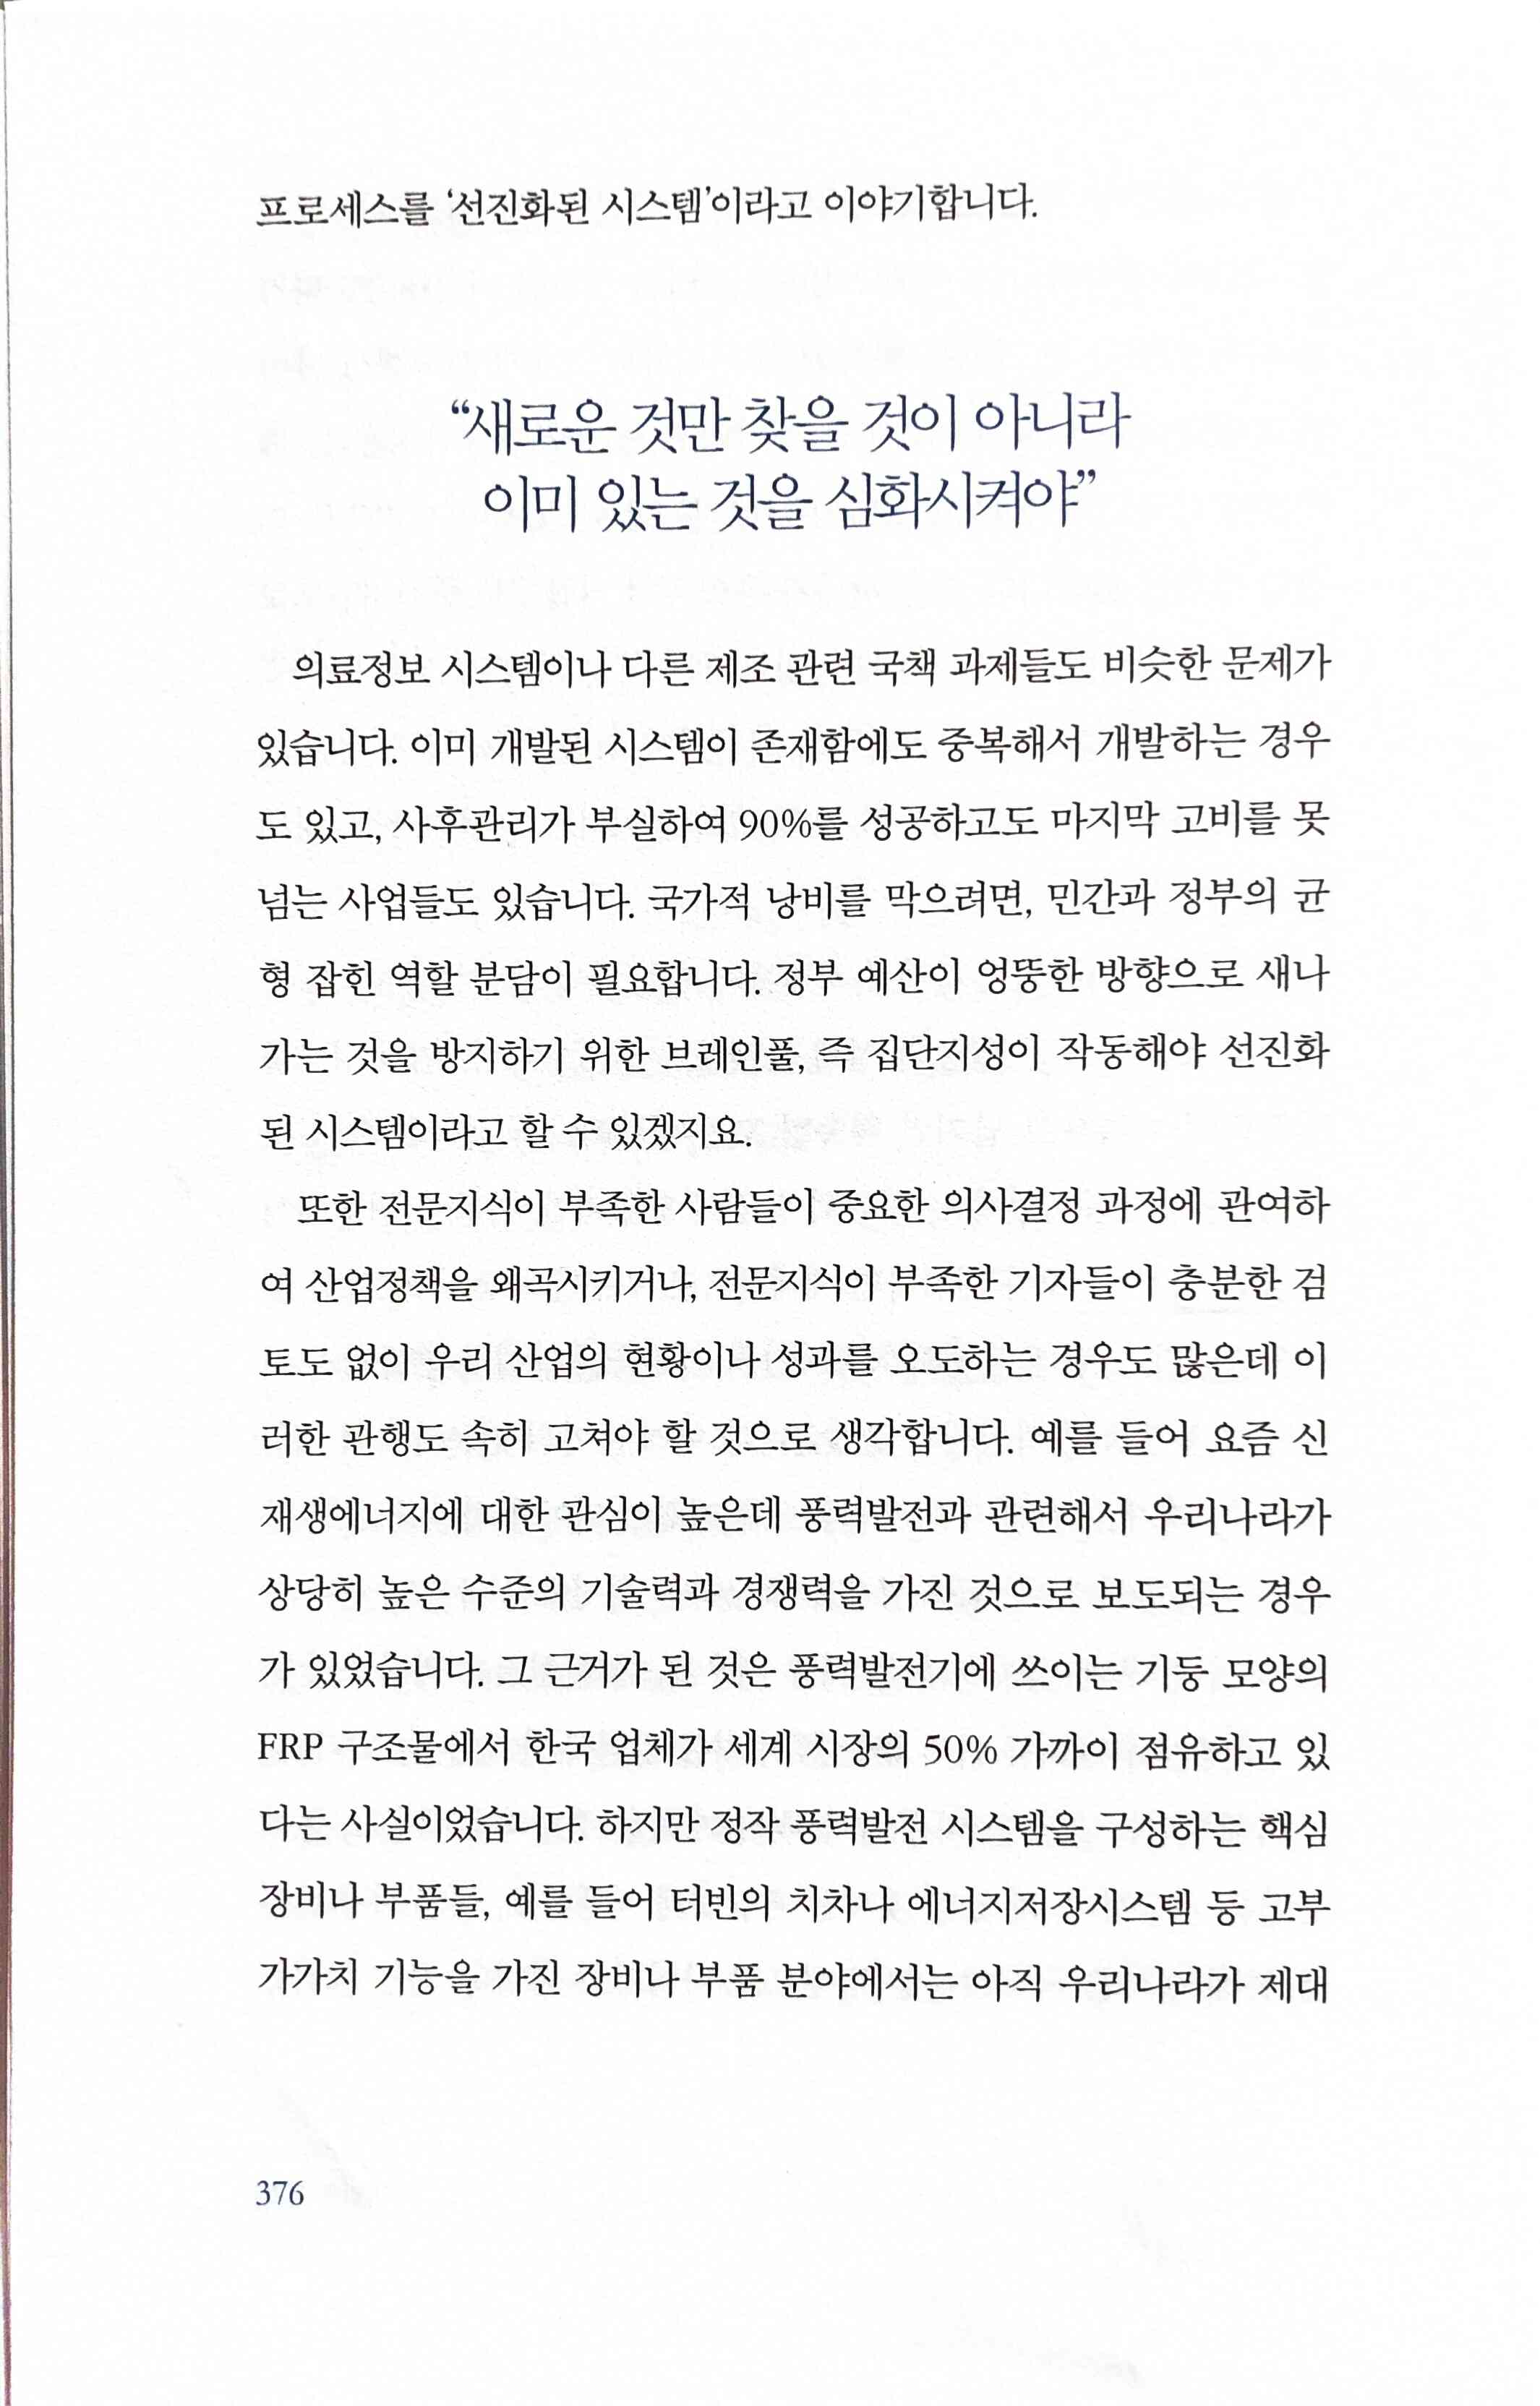 프로세스를 ‘선진화된 시스템’이라고 이야기합니다.
“새로운 것만 찾을 것이 아니라
이미 있는 것을 심화시켜야”
의료정보 시스템이나 다른 제조 관련 국책 과제들도 비슷한 문제가
있습니다. 이미 개발된 시스템이 존재함에도 중복해서 개발하는 경우
도 있고, 사후관리가 부실하여 90%를 성공하고도 마지막 고비를 못
넘는 사업들도 있습니다. 국가적 낭비를 막으려면, 민간과 정부의 균
형 잡힌 역할 분담이 필요합니다. 정부 예산이 엉뚱한 방향으로 새나
가는 것을 방지하기 위한 브레인풀, 즉 집단지성이 작동해야 선진화
된 시스템이라고 할 수 있겠지요.
또한 전문지식이 부족한 사람들이 중요한 의사결정 과정에 관여하
여 산업정책을 왜곡시키거나, 전문지식이 부족한 기자들이 충분한 검
토도 없이 우리 산업의 현황이나 성과를 오도하는 경우도 많은데 이
러한 관행도 속히 고쳐야 할 것으로 생각합니다. 예를 들어 요즘 신
재생에너지에 대한 관심이 높은데 풍력발전과 관련해서 우리나라가
상당히 높은 수준의 기술력과 경쟁력을 가진 것으로 보도되는 경우
가 있었습니다. 그 근거가 된 것은 풍력발전기에 쓰이는 기둥 모양의
FRP 구조물에서 한국 업체가 세계 시장의 50% 가까이 점유하고 있
다는 사실이었습니다. 하지만 정작 풍력발전 시스템을 구성하는 핵심
장비나 부품들, 예를 들어 터빈의 치차나 에너지저장시스템 등 고부
가가치 기능을 가진 장비나 부품 분야에서는 아직 우리나라가 제대
376